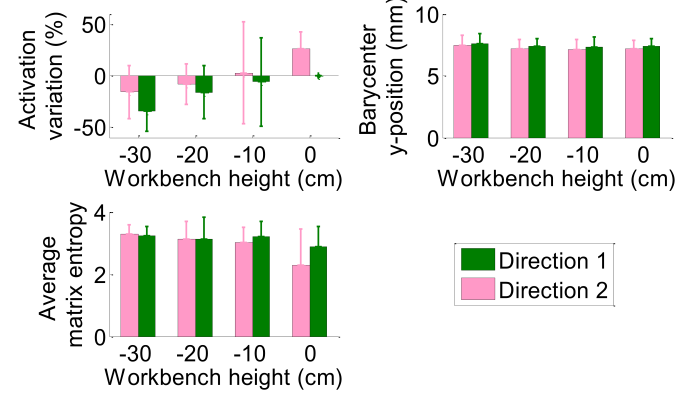 Activation
variation (%)
50
0
-50
-30 -20 -10 0
Workbench height (cm)
Barycenter
y-position (mm)
10
5
0
-30 -20 -10 0
Workbench height (cm)
Average
matrix entropy
4
2
0
-30 -20 -10 0
Workbench height (cm)
Direction 1
Direction 2